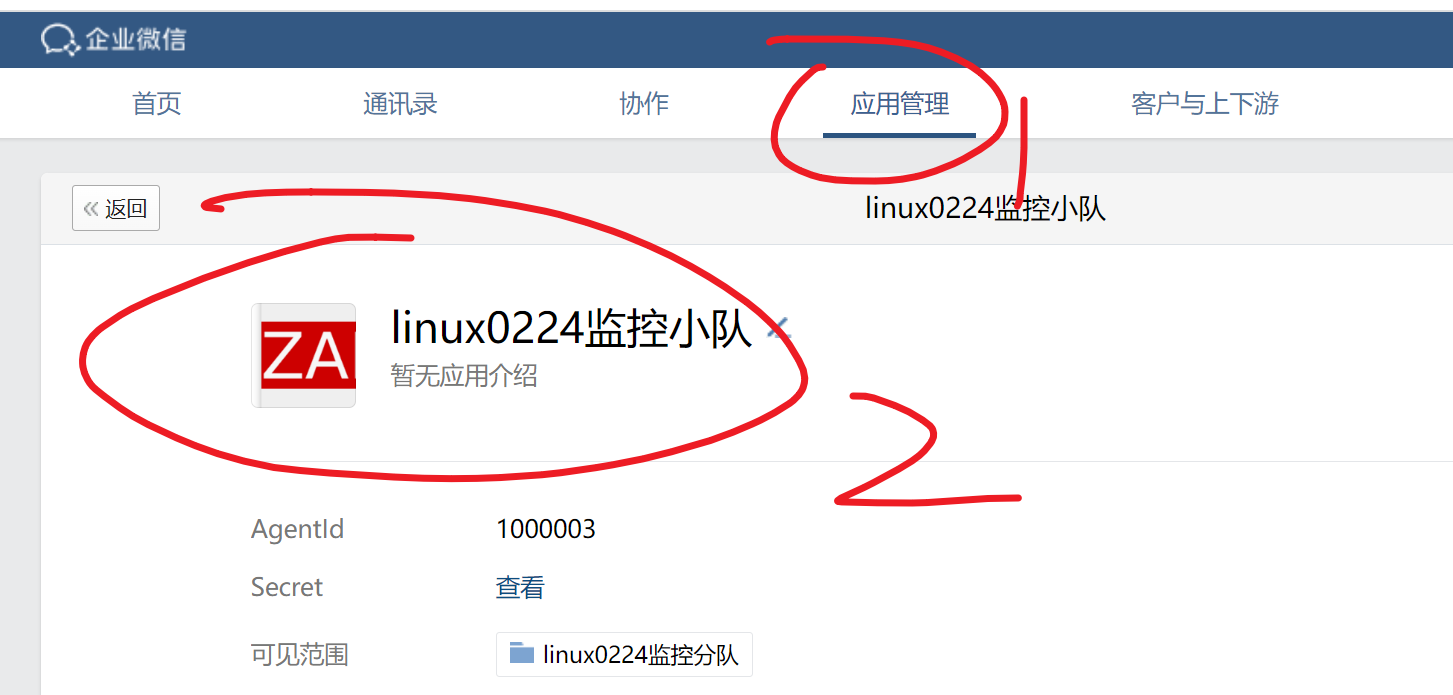 企业微信
首页 通讯录 协作 应用管理 客户与上下游
1
返回 linux0224监控小队
ZA linux0224监控小队
暂无应用介绍
2
AgentId 1000003
Secret 查看
可见范围 linux0224监控分队